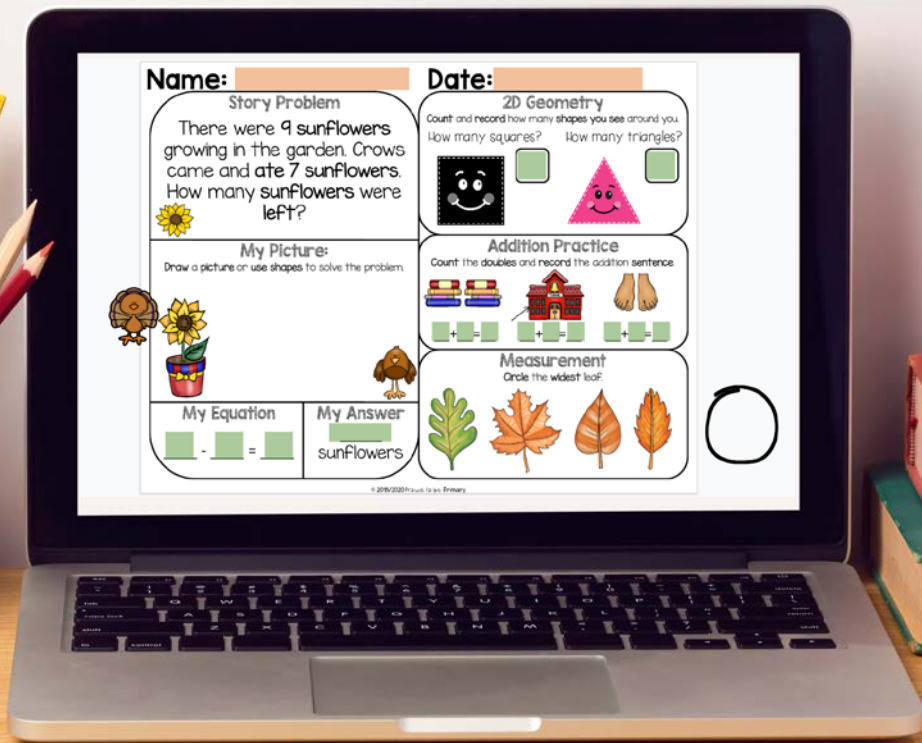 Name:
Date:
Story Problem
There were 9 sunflowers
growing in the garden. Crows
came and ate 7 sunflowers.
How many sunflowers were
left?
My Picture:
Draw a picture or use shapes to solve the problem.
My Equation
- =
My Answer
sunflowers
2D Geometry
Count and record how many shapes you see around you.
How many squares? How many triangles?
Addition Practice
Count the doubles and record the addition sentence.
+ = + = + =
Measurement
Circle the widest leaf.
© 2015/2020 Primary